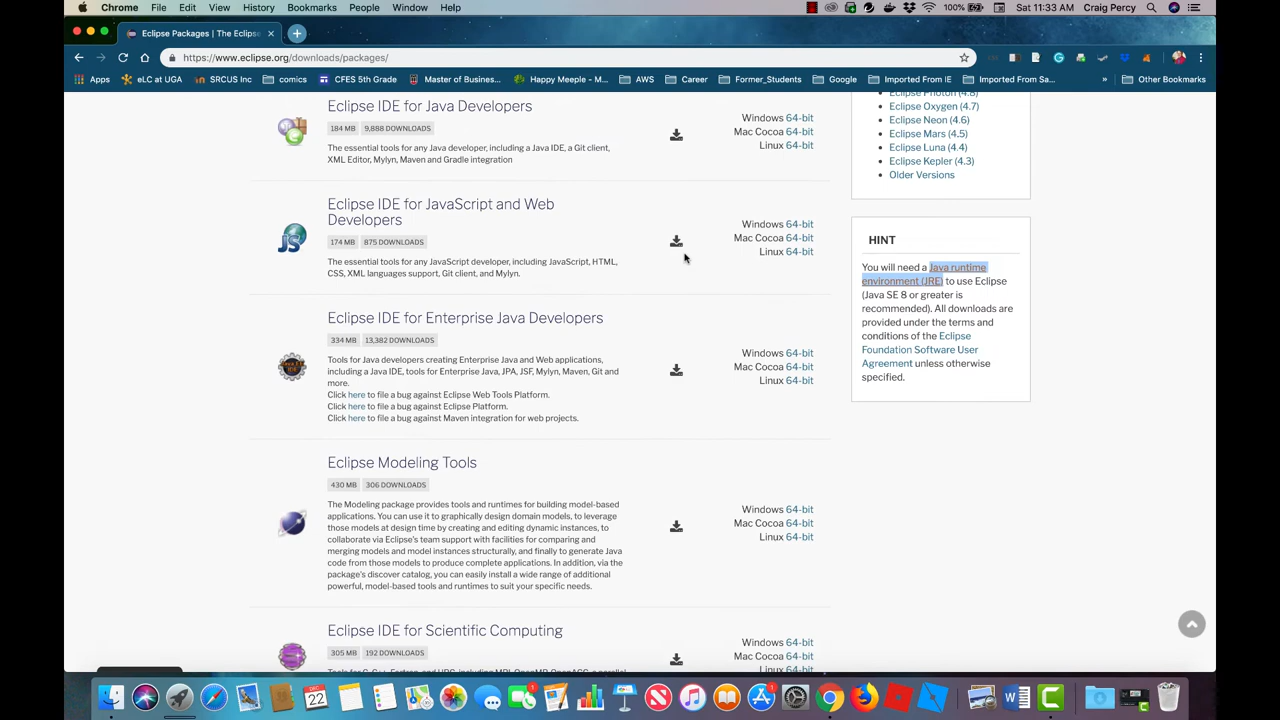 Chrome File Edit View History Bookmarks People Window Help 100% Sat 11:33 AM Craig Percy
Eclipse Packages | The Eclipse
https://www.eclipse.org/downloads/packages/
Apps eLC at UGA SRCUS Inc comics CFES 5th Grade Master of Busines... Happy Meeple - M... AWS Career Former_Students Google Imported From IE Imported From Sa... » Other Bookmarks
Eclipse IDE for Java Developers
184 MB 9,888 DOWNLOADS
The essential tools for any Java developer, including a Java IDE, a Git client,
XML Editor, Mylyn, Maven and Gradle integration
Windows 64-bit
Mac Cocoa 64-bit
Linux 64-bit
Eclipse IDE for JavaScript and Web
Developers
174 MB 875 DOWNLOADS
The essential tools for any JavaScript developer, including JavaScript, HTML,
CSS, XML languages support, Git client, and Mylyn.
Windows 64-bit
Mac Cocoa 64-bit
Linux 64-bit
Eclipse IDE for Enterprise Java Developers
334 MB 13,382 DOWNLOADS
Tools for Java developers creating Enterprise Java and Web applications,
including a Java IDE, tools for Enterprise Java, JPA, JSF, Mylyn, Maven, Git and
more.
Click here to file a bug against Eclipse Web Tools Platform.
Click here to file a bug against Eclipse Platform.
Click here to file a bug against Maven integration for web projects.
Windows 64-bit
Mac Cocoa 64-bit
Linux 64-bit
Eclipse Modeling Tools
430 MB 306 DOWNLOADS
The Modeling package provides tools and runtimes for building model-based
applications. You can use it to graphically design domain models, to leverage
those models at design time by creating and editing dynamic instances, to
collaborate via Eclipse's team support with facilities for comparing and
merging models and model instances structurally, and finally to generate Java
code from those models to produce complete applications. In addition, via the
package's discover catalog, you can easily install a wide range of additional
powerful, model-based tools and runtimes to suit your specific needs.
Windows 64-bit
Mac Cocoa 64-bit
Linux 64-bit
Eclipse IDE for Scientific Computing
305 MB 192 DOWNLOADS
Tools for C, C++, Fortran, and UPC, including MPI, OpenMP, OpenACC, a parallel
Windows 64-bit
Mac Cocoa 64-bit
Linux 64-bit
Eclipse Photon (4.8)
Eclipse Oxygen (4.7)
Eclipse Neon (4.6)
Eclipse Mars (4.5)
Eclipse Luna (4.4)
Eclipse Kepler (4.3)
Older Versions
HINT
You will need a Java runtime
environment (JRE) to use Eclipse
(Java SE 8 or greater is
recommended). All downloads are
provided under the terms and
conditions of the Eclipse
Foundation Software User
Agreement unless otherwise
specified.
DEC
22